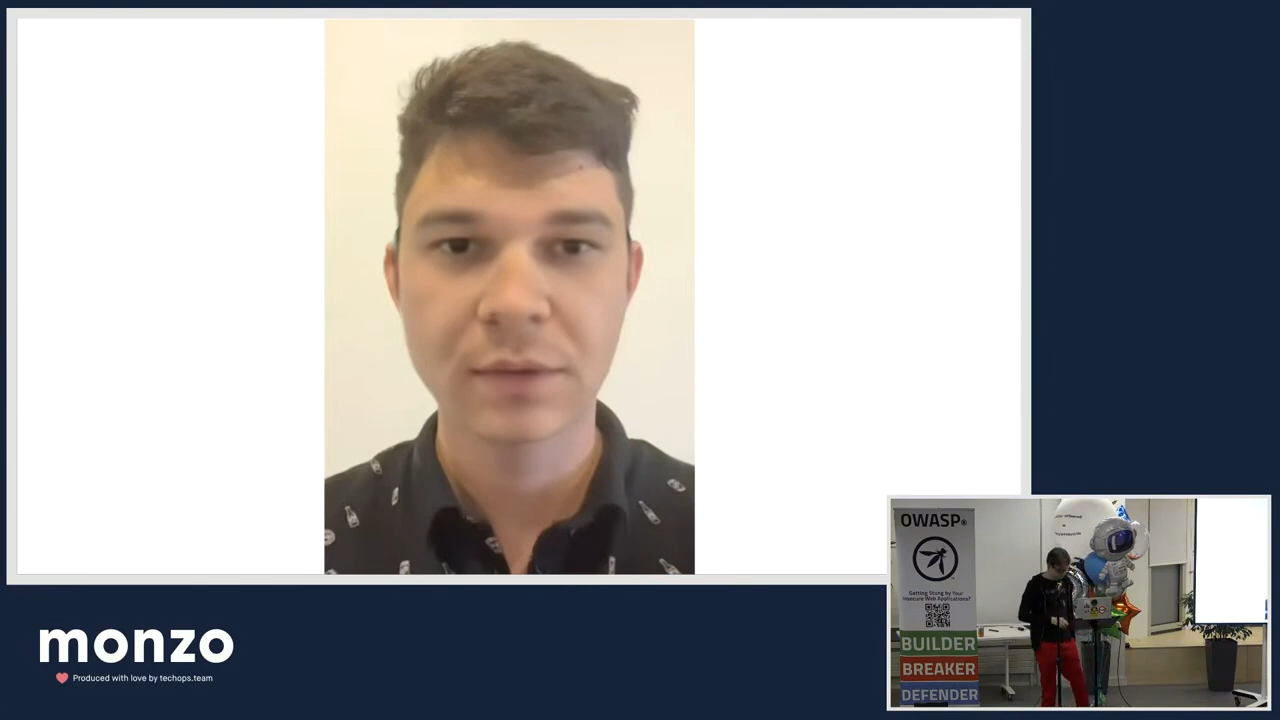 monzo
Produced with love by techops.team
OWASP®
Getting Stung by Your
Insecure Web Applications?
BUILDER
BREAKER
DEFENDER